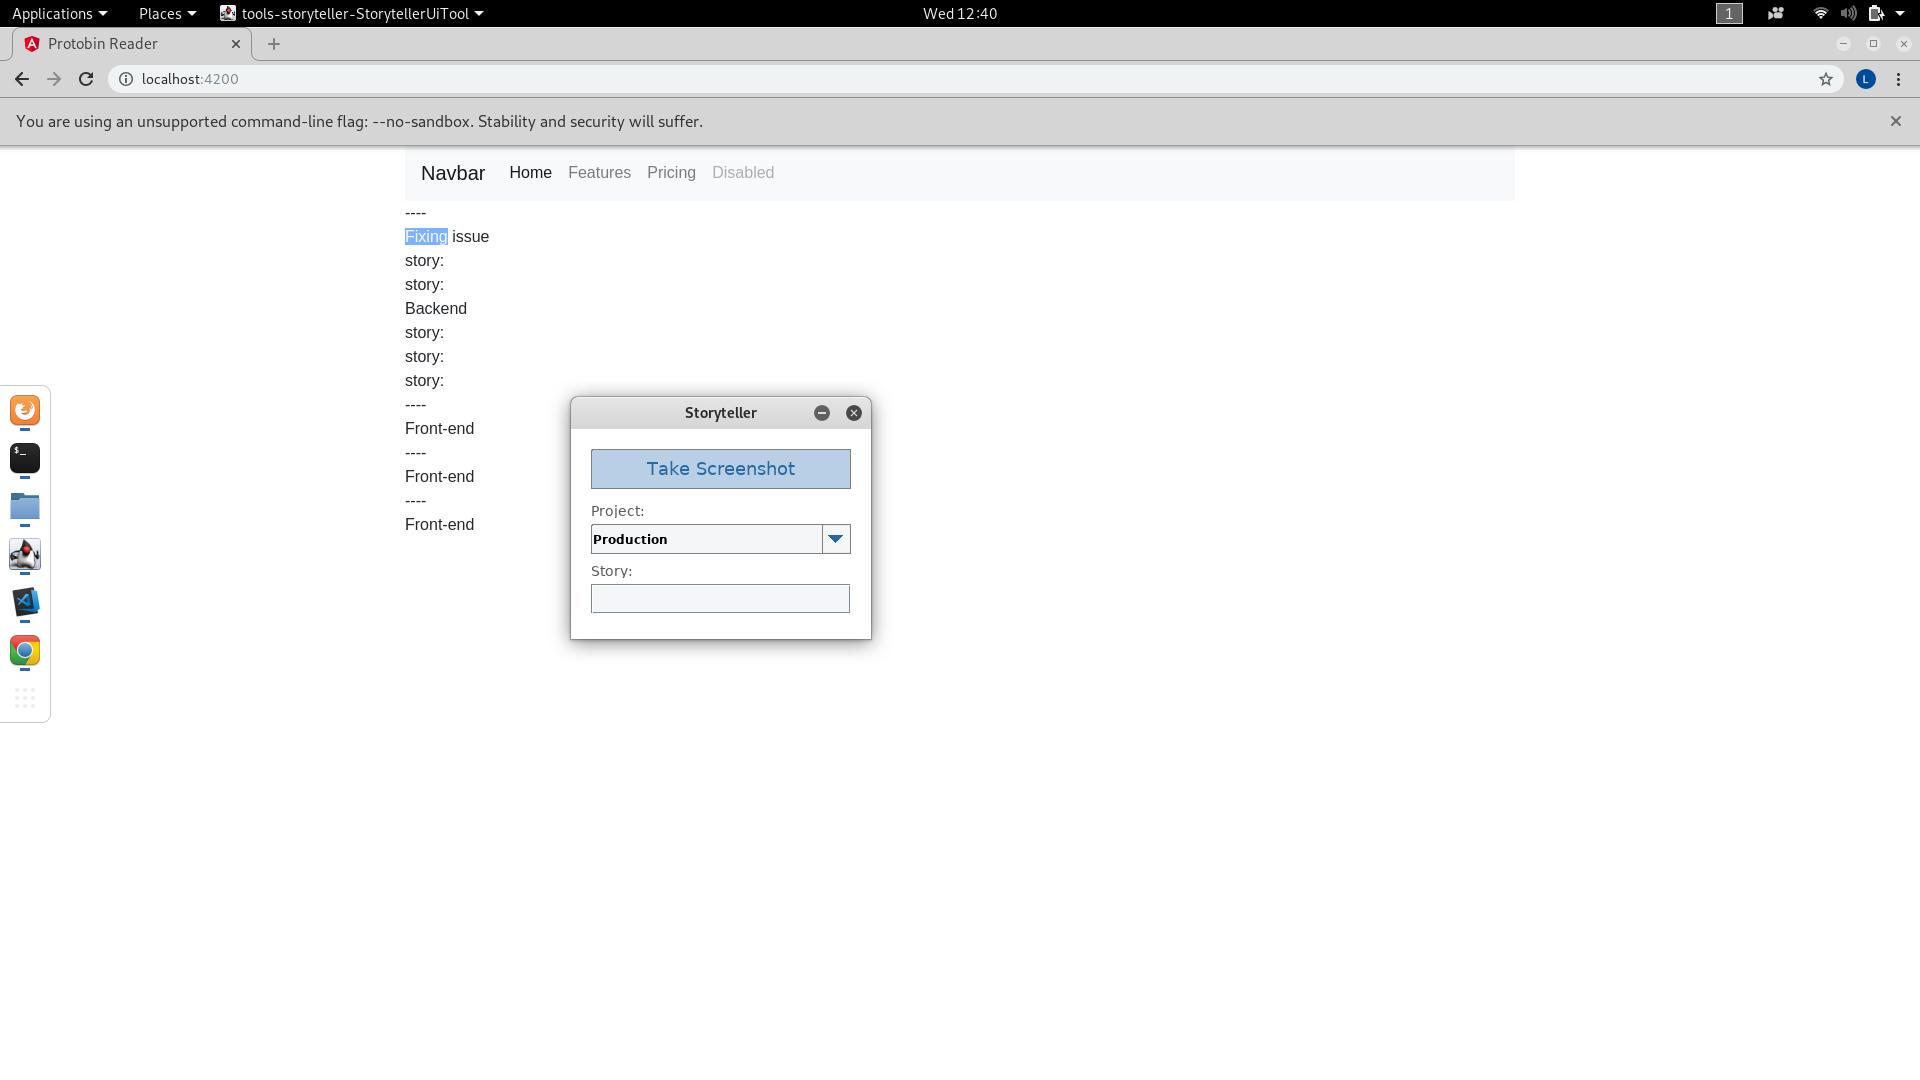 Applications Places tools-storyteller-StorytellerUiTool Wed 12:40 1
Protobin Reader
localhost:4200 L
You are using an unsupported command-line flag: --no-sandbox. Stability and security will suffer.
Navbar Home Features Pricing Disabled
----
Fixing issue
story:
story:
Backend
story:
story:
story:
----
Front-end
----
Front-end
----
Front-end
Storyteller
Take Screenshot
Project:
Production
Story: